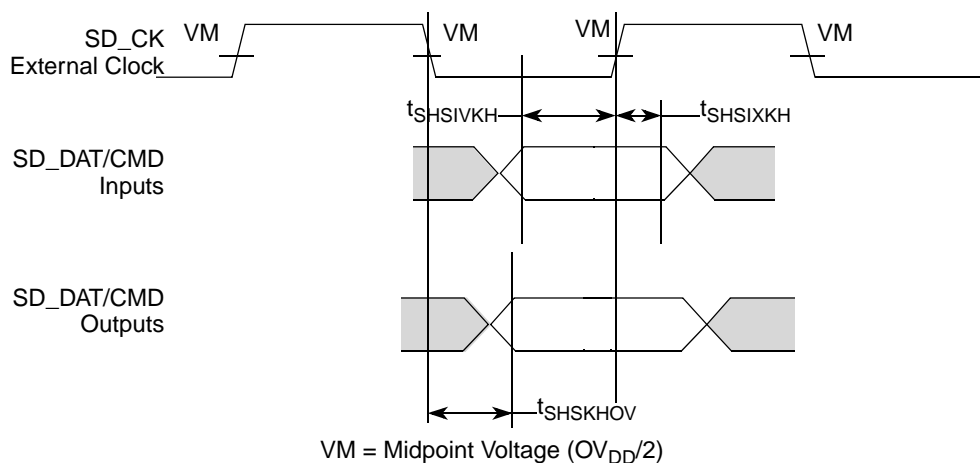 VM VM VM VM
SD_CK
External Clock
tSHSIVKH tSHSIXKH
SD_DAT/CMD
Inputs
SD_DAT/CMD
Outputs
tSHSKHOV
VM = Midpoint Voltage (OVDD/2)